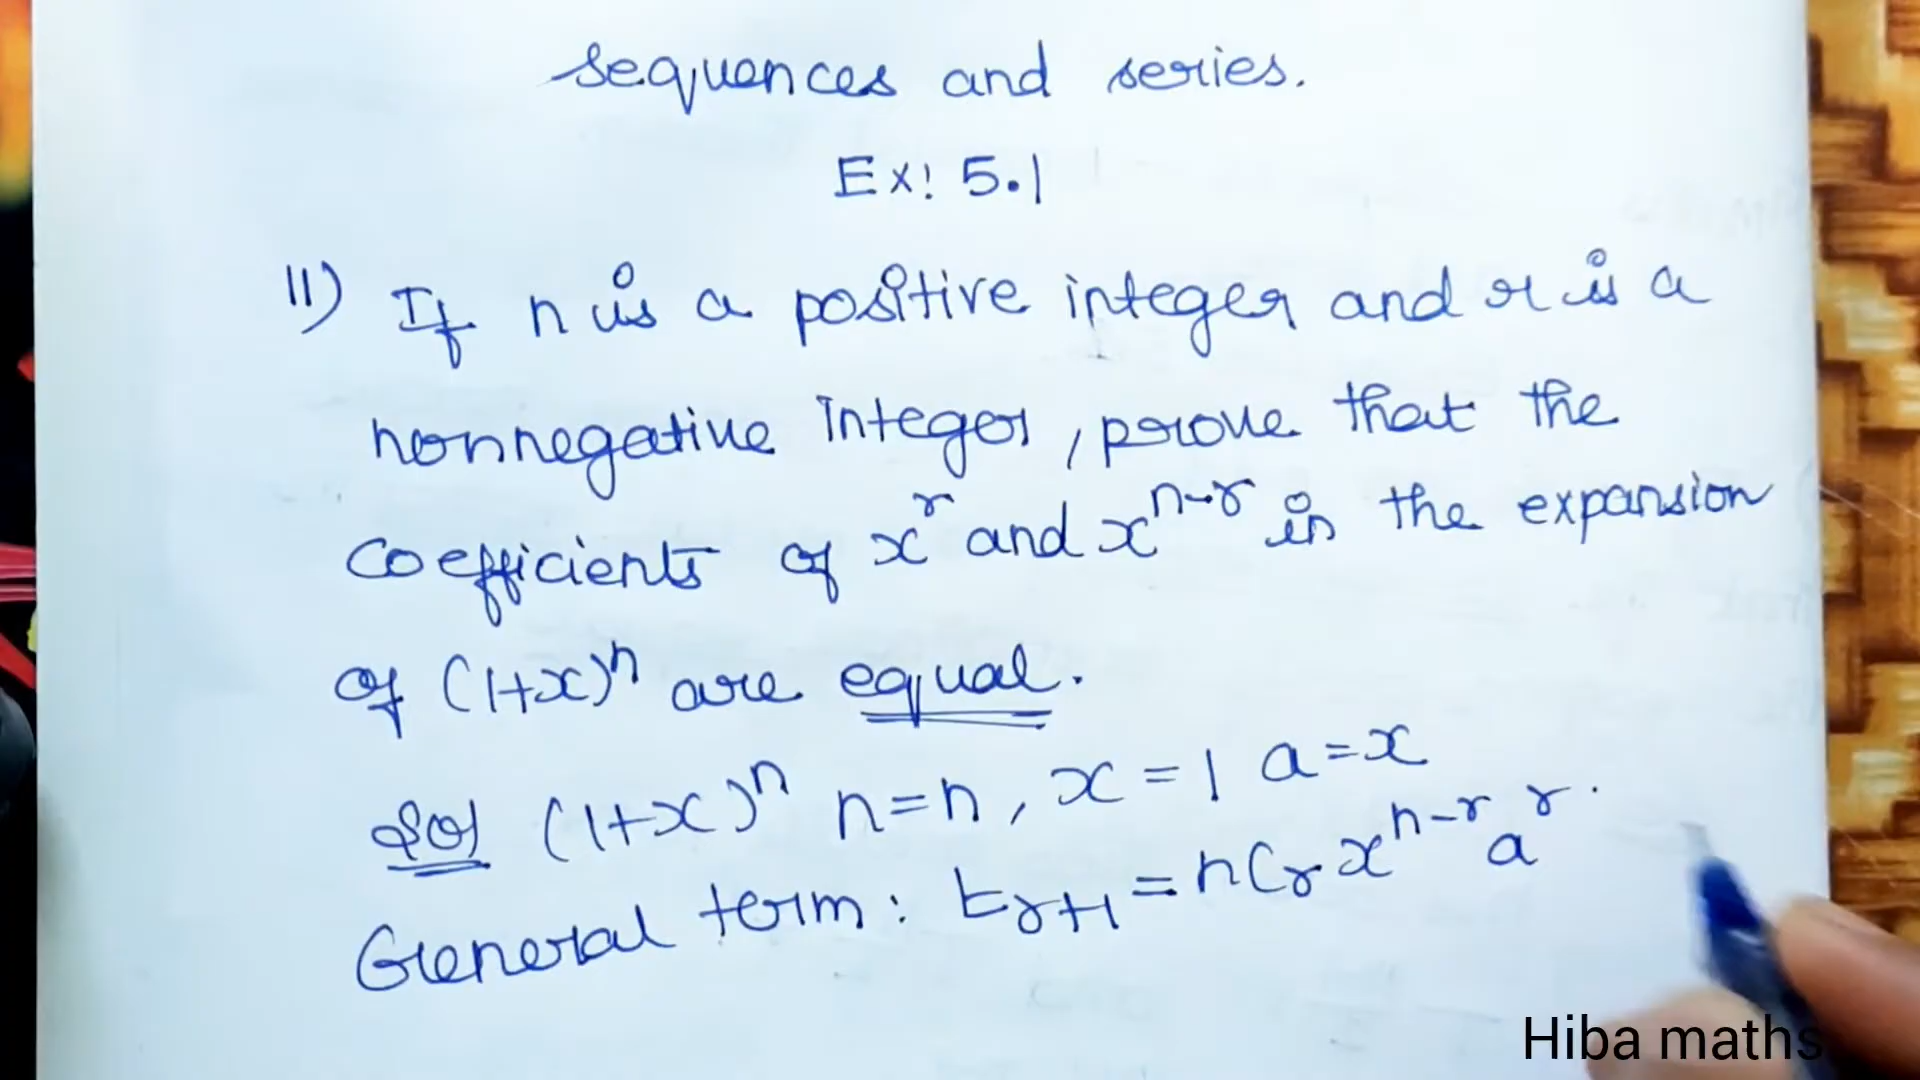 sequences and series.
Ex! 5.1
11) If n is a positive integer and r is a
nonnegative Integer, prove that the
coefficients of x^r and x^{n-r} in the expansion
of (1+x)^n are equal.
Sol (1+x)^n n=n, x=1 a=x
General term: t_{r+1} = nC_r x^{n-r} a^r.
Hiba maths